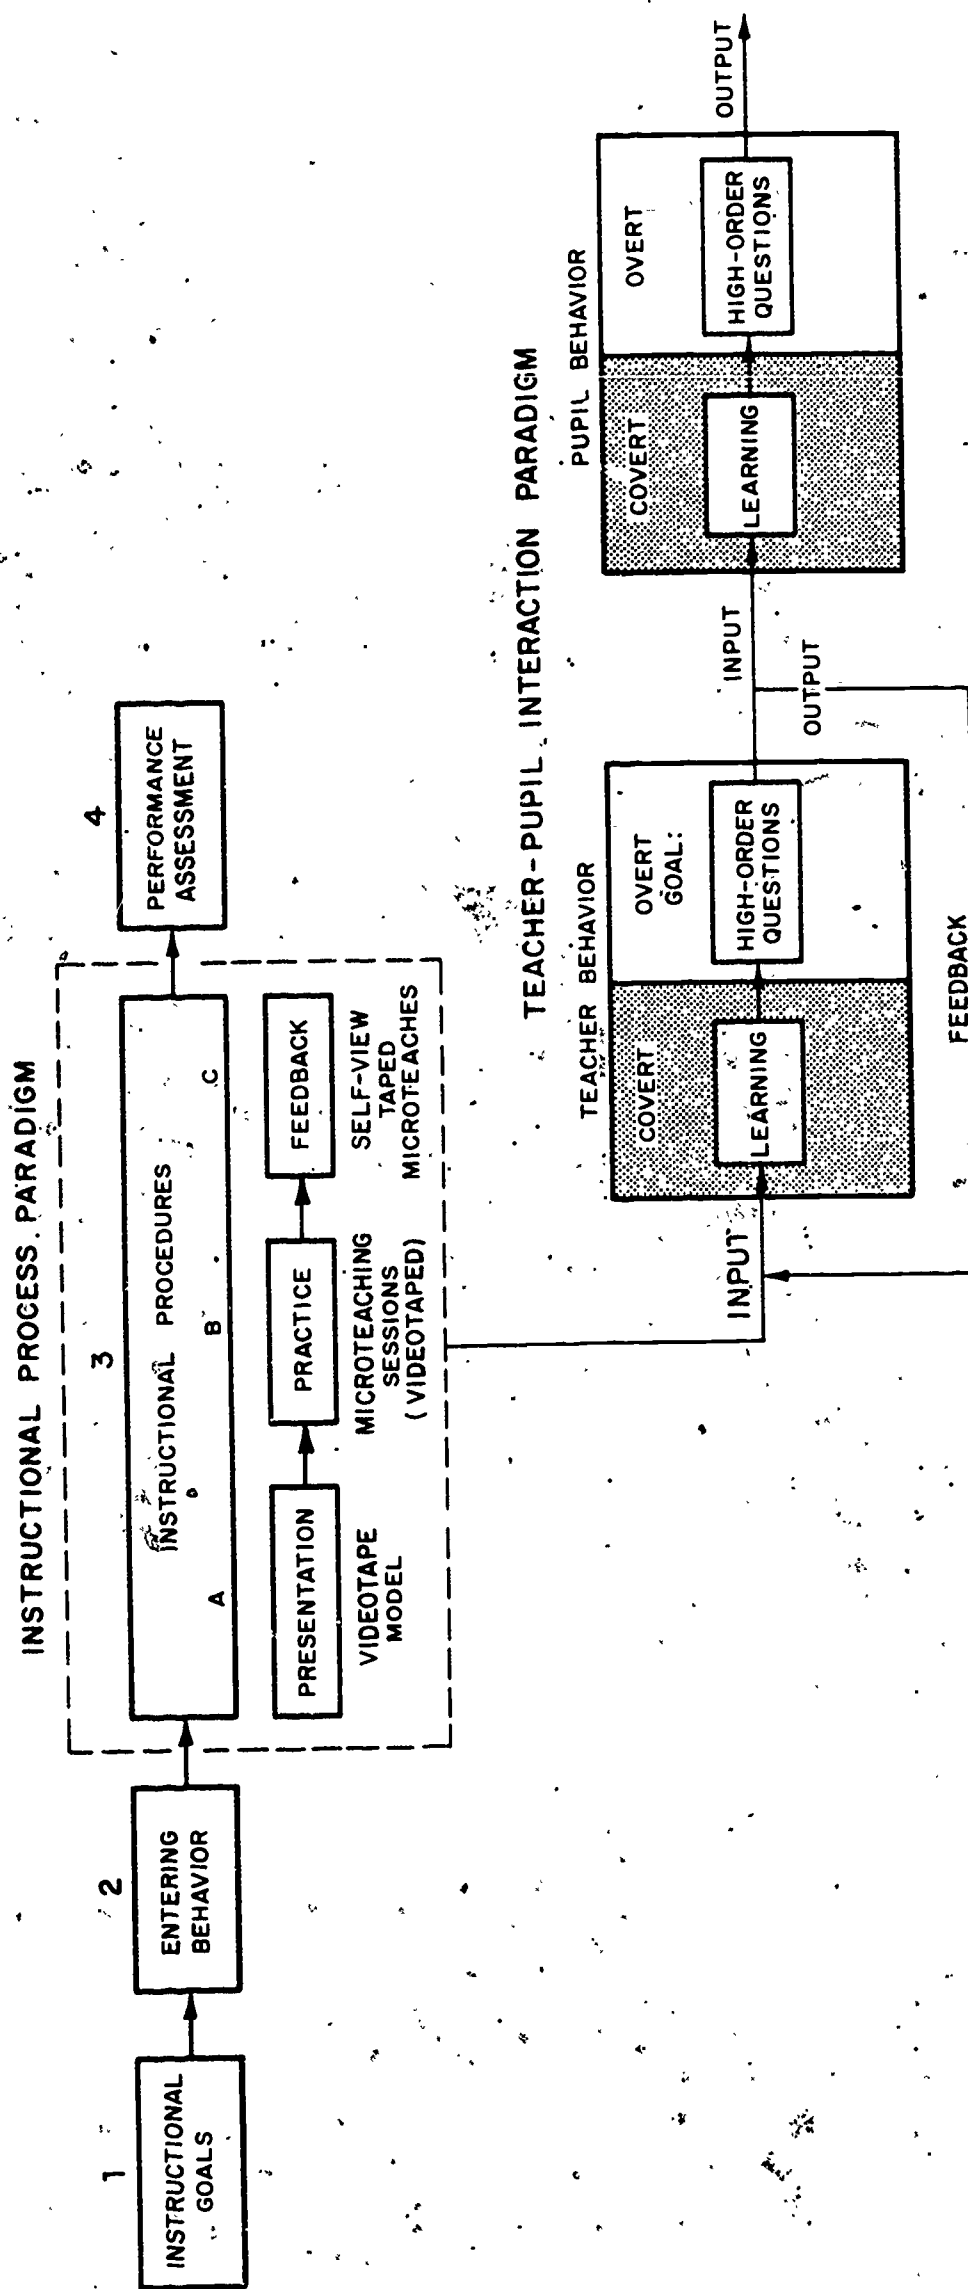 INSTRUCTIONAL PROCESS PARADIGM
1
INSTRUCTIONAL
GOALS
2
ENTERING
BEHAVIOR
3
INSTRUCTIONAL PROCEDURES
A
B
C
PRESENTATION
VIDEOTAPE
MODEL
PRACTICE
MICROTEACHING
SESSIONS
(VIDEOTAPED)
FEEDBACK
SELF-VIEW
TAPED
MICROTEACHES
4
PERFORMANCE
ASSESSMENT
TEACHER-PUPIL INTERACTION PARADIGM
INPUT
TEACHER BEHAVIOR
COVERT
LEARNING
OVERT
GOAL:
HIGH-ORDER
QUESTIONS
INPUT
OUTPUT
PUPIL BEHAVIOR
COVERT
LEARNING
OVERT
HIGH-ORDER
QUESTIONS
OUTPUT
FEEDBACK